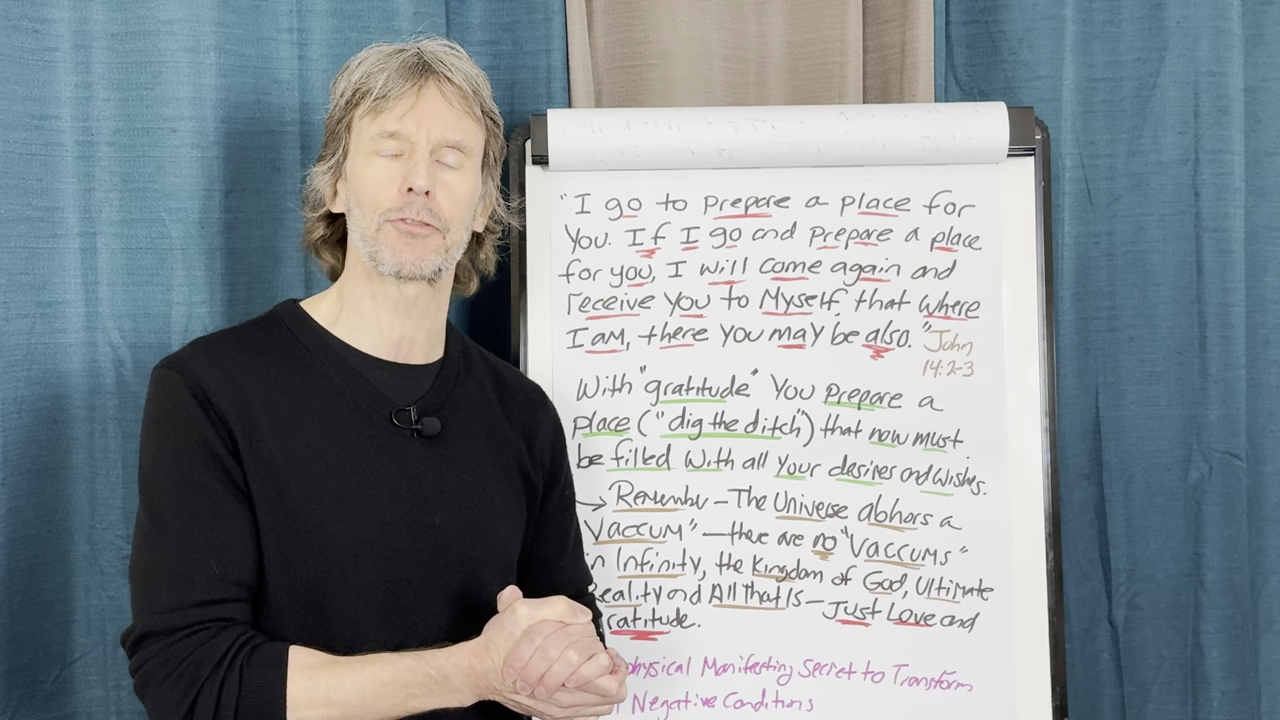 "I go to prepare a place for
you. If I go and prepare a place
for you, I will come again and
receive you to Myself, that where
I am, there you may be also."
John
14:2-3
With "gratitude" you prepare a
place ("dig the ditch") that now must
be filled with all your desires and wishes.
→ Remember - The Universe abhors a
Vaccum" - there are no "Vaccums"
in Infinity, the Kingdom of God, Ultimate
Reality and All That Is - Just Love and
ratitude.
physical Manifesting Secret to Transform
Negative Conditions